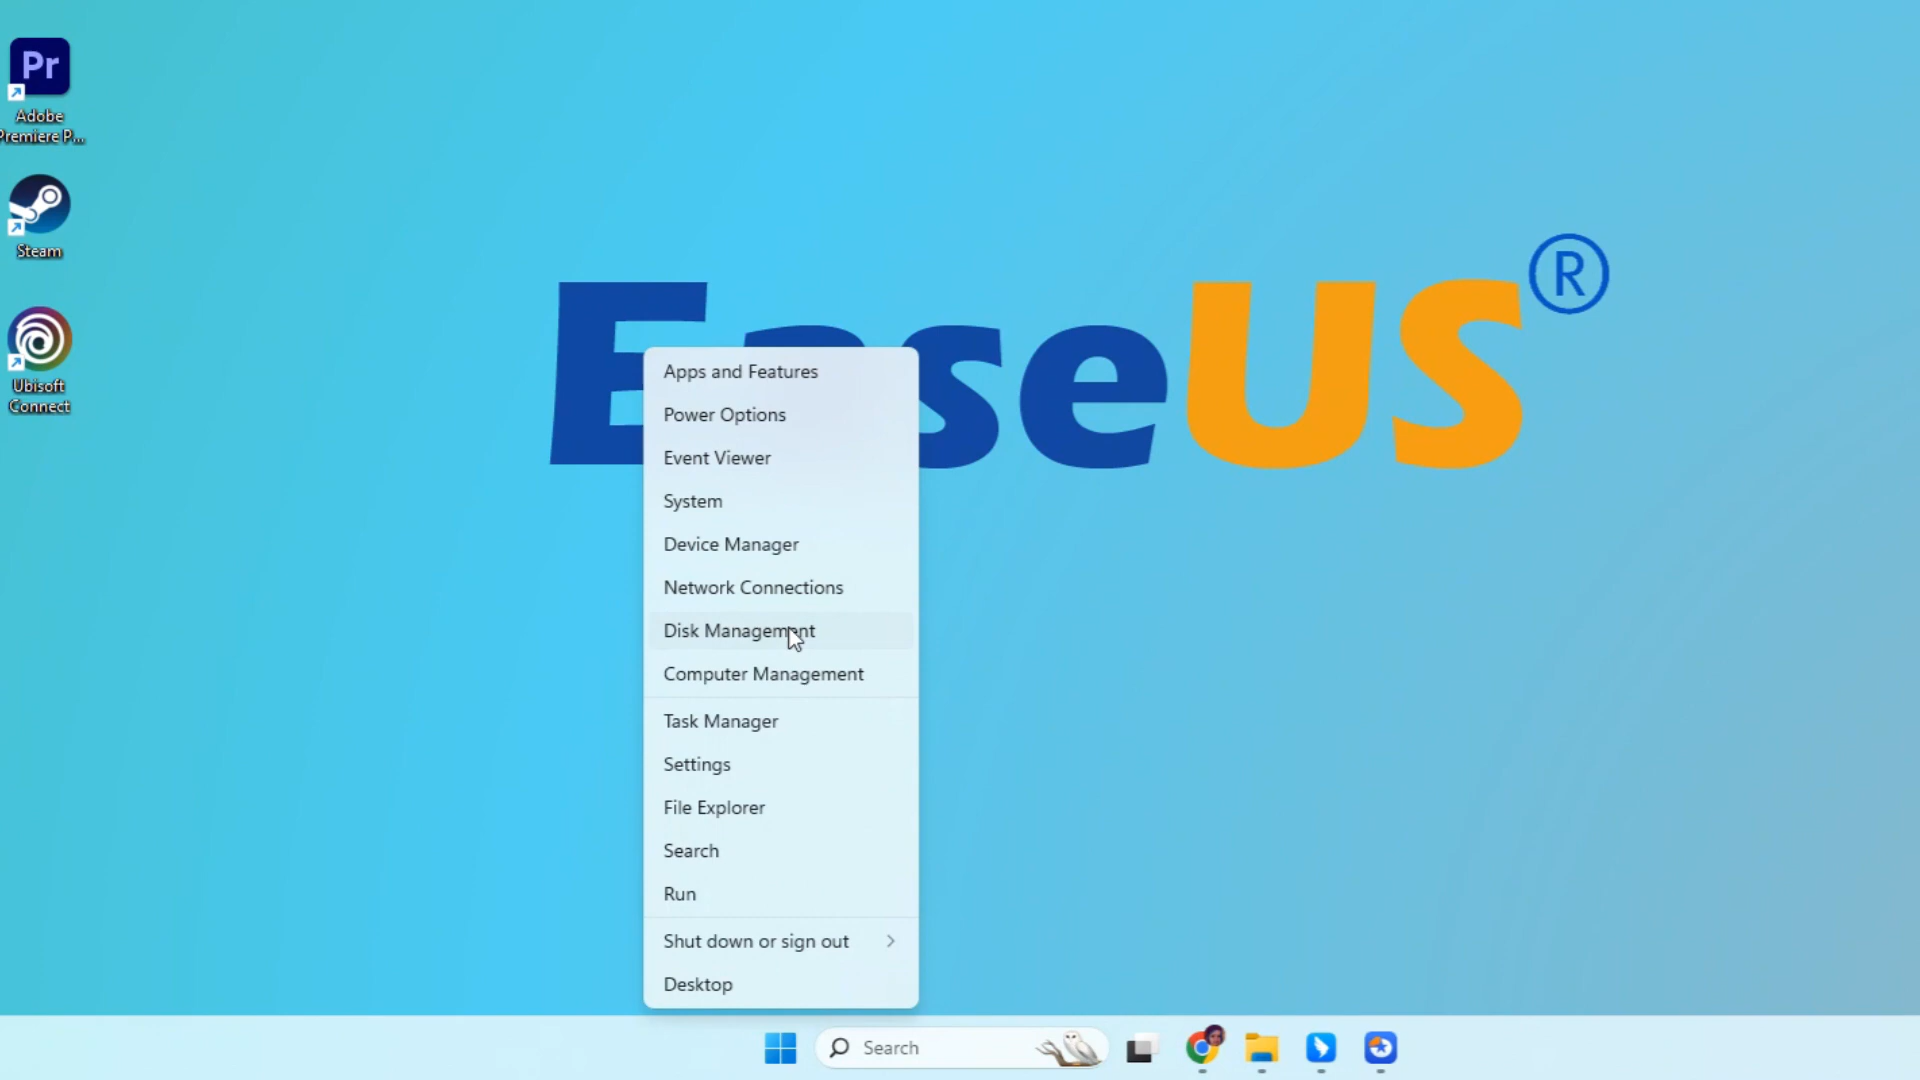 Pr
Adobe
Premiere P...
Steam
Ubisoft
Connect
EaseUS®
Apps and Features
Power Options
Event Viewer
System
Device Manager
Network Connections
Disk Management
Computer Management
Task Manager
Settings
File Explorer
Search
Run
Shut down or sign out
Desktop
Search